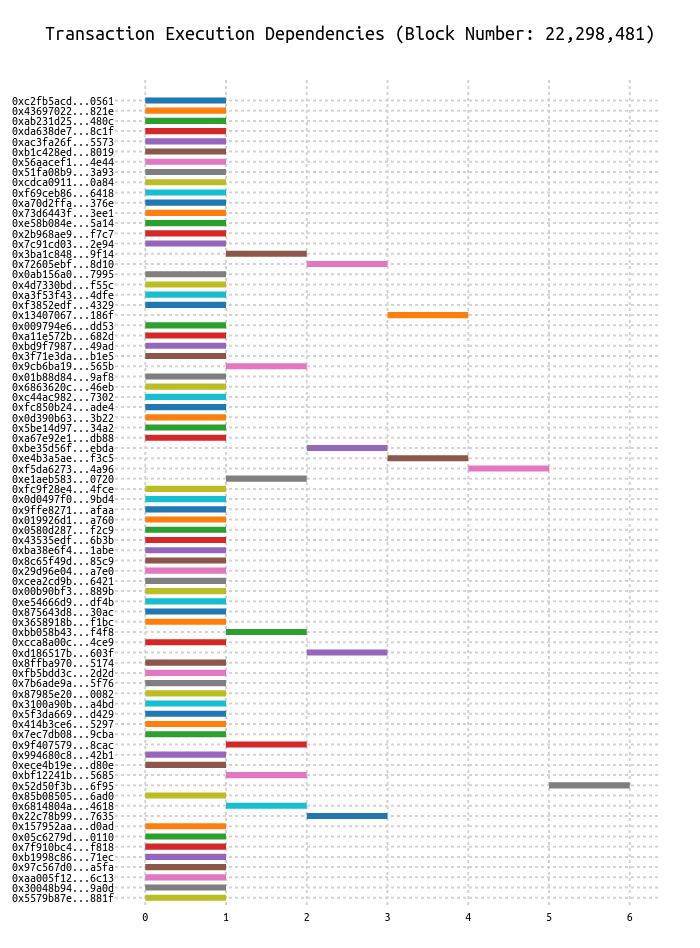 Transaction Execution Dependencies (Block Number: 22,298,481)
0xc2fb5acd...0561
0x43697022...821e
0xab231d25...480c
0xda638de7...8c1f
0xac3fa26f...5573
0xb1c428ed...8019
0x56aacef1...4e44
0x51fa08b9...3a93
0xcdca0911...0a84
0xf69ceb86...6418
0xa70d2ffa...376e
0x73d6443f...3ee1
0xe58b084e...5a14
0x2b968ae9...f7c7
0x7c91cd03...2e94
0x3ba1c848...9f14
0x72605ebf...8d10
0x0ab156a0...7995
0x4d7330bd...f55c
0xa3f53f43...4dfe
0xf3852edf...4329
0x13407067...186f
0x009794e6...dd53
0xa11e572b...682d
0xbd9f7987...49ad
0x3f71e3da...b1e5
0x9cb6ba19...565b
0x01b88d84...9af8
0x6863620c...46eb
0xc44ac982...7302
0xfc850b24...ade4
0x0d390b63...3b22
0x5be14d97...34a2
0xa67e92e1...db88
0xbe35d56f...ebda
0xe4b3a5ae...f3c5
0xf5da6273...4a96
0xe1aeb583...0720
0xfc9f28e4...4fce
0x0d0497f0...9bd4
0x9ffe8271...afaa
0x019926d1...a760
0x0580d287...f2c9
0x43535edf...6b3b
0xba38e6f4...1abe
0x8c65f49d...85c9
0x29d96e04...a7e0
0xcea2cd9b...6421
0x00b90bf3...889b
0xe54666d9...df4b
0x875643d8...30ac
0x3658918b...f1bc
0xbb058b43...f4f8
0xcca8a00c...4ce9
0xd186517b...603f
0x8ffba970...5174
0xfb5bdd3c...2d2d
0x7b6ade9a...5f76
0x87985e20...0082
0x3100a90b...a4bd
0x5f3da669...d429
0x414b3ce6...5297
0x7ec7db08...9cba
0x9f407579...8cac
0x994680c8...42b1
0xece4b19e...d80e
0xbf12241b...5685
0x52d50f3b...6f95
0x85b08505...6ad0
0x6814804a...4618
0x22c78b99...7635
0x157952aa...d0ad
0x05c6279d...0110
0x7f910bc4...f818
0xb1998c86...71ec
0x97c567d0...a5fa
0xaa005f12...6c13
0x30048b94...9a0d
0x5579b87e...881f
0 1 2 3 4 5 6